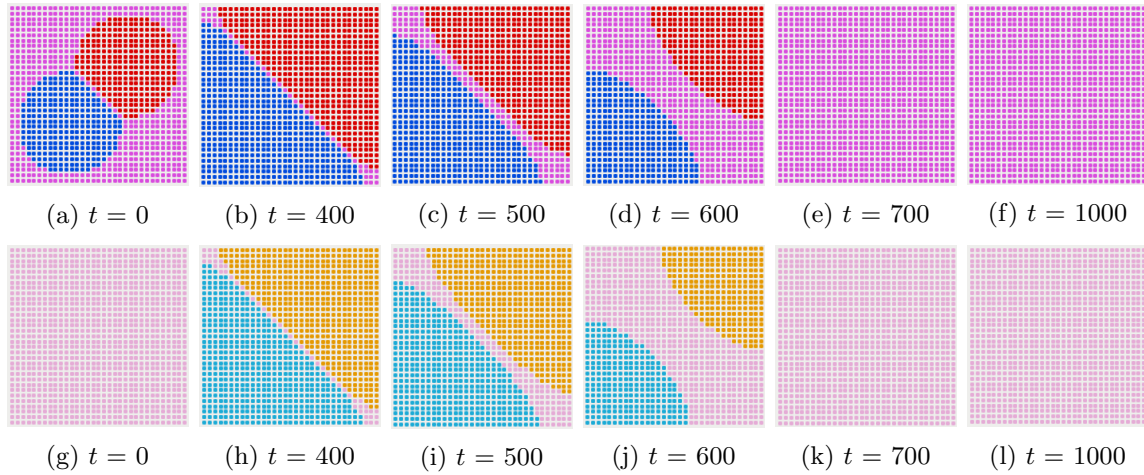 (a) t = 0 (b) t = 400 (c) t = 500 (d) t = 600 (e) t = 700 (f) t = 1000
(g) t = 0 (h) t = 400 (i) t = 500 (j) t = 600 (k) t = 700 (l) t = 1000